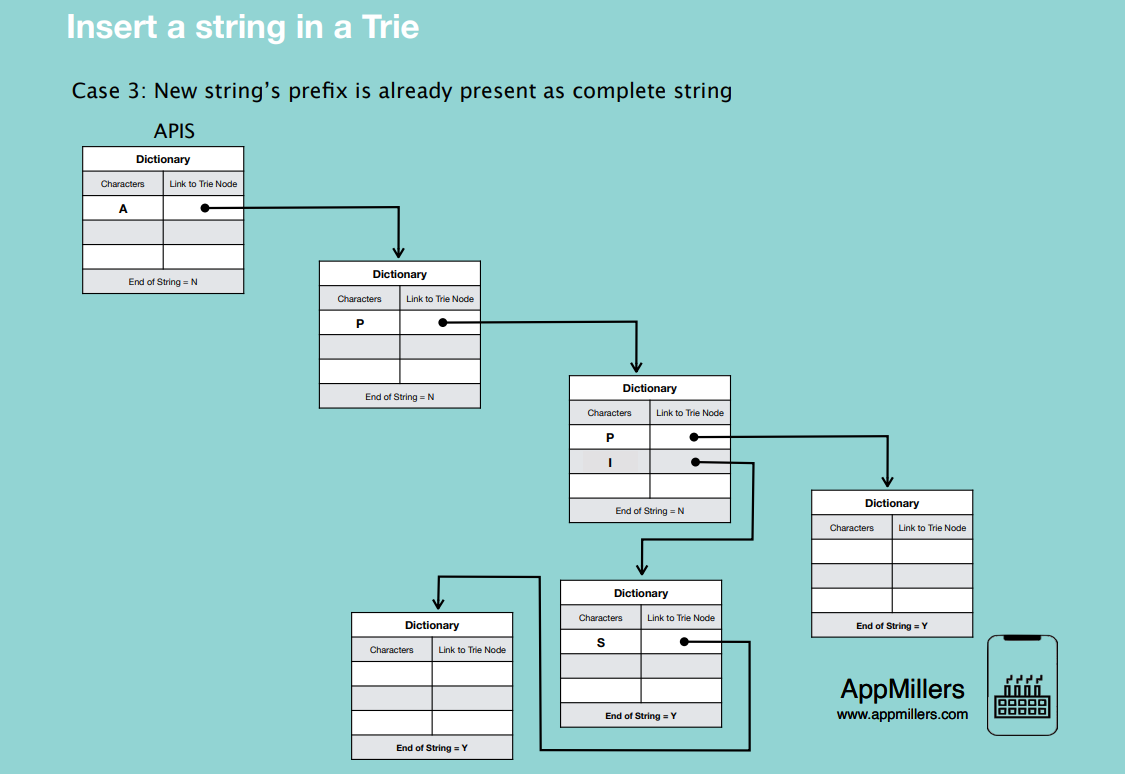 Insert a string in a Trie
Case 3: New string's prefix is already present as complete string
APIS
Dictionary
Characters Link to Trie Node
A
End of String = N
Dictionary
Characters Link to Trie Node
P
End of String = N
Dictionary
Characters Link to Trie Node
P
I
End of String = N
Dictionary
Characters Link to Trie Node
End of String = Y
Dictionary
Characters Link to Trie Node
S
End of String = Y
Dictionary
Characters Link to Trie Node
End of String = Y
AppMillers
www.appmillers.com